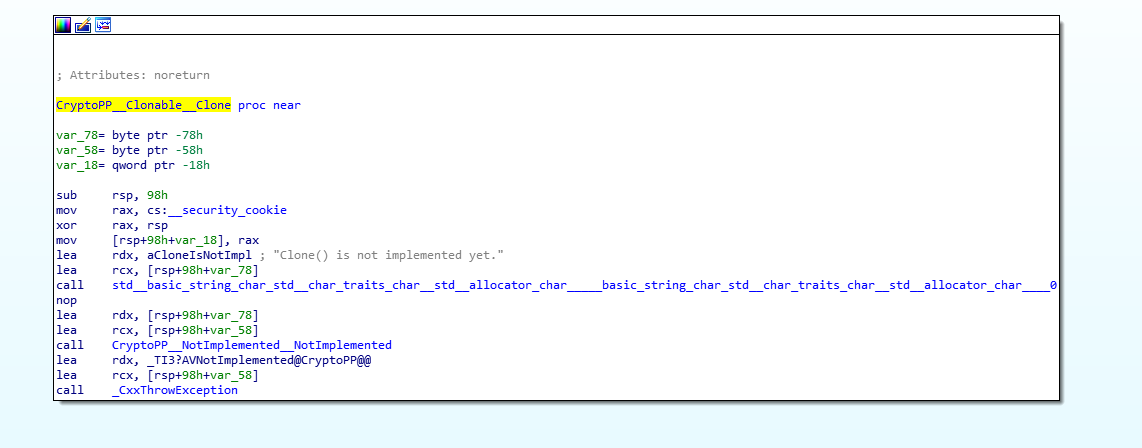 ; Attributes: noreturn
CryptoPP__Clonable__Clone proc near
var_78= byte ptr -78h
var_58= byte ptr -58h
var_18= qword ptr -18h
sub     rsp, 98h
mov     rax, cs:__security_cookie
xor     rax, rsp
mov     [rsp+98h+var_18], rax
lea     rdx, aCloneIsNotImpl ; "Clone() is not implemented yet."
lea     rcx, [rsp+98h+var_78]
call    std__basic_string_char_std__char_traits_char__std__allocator_char_____basic_string_char_std__char_traits_char__std__allocator_char____0
nop
lea     rdx, [rsp+98h+var_78]
lea     rcx, [rsp+98h+var_58]
call    CryptoPP__NotImplemented__NotImplemented
lea     rdx, _TI3?AVNotImplemented@CryptoPP@@
lea     rcx, [rsp+98h+var_58]
call    _CxxThrowException